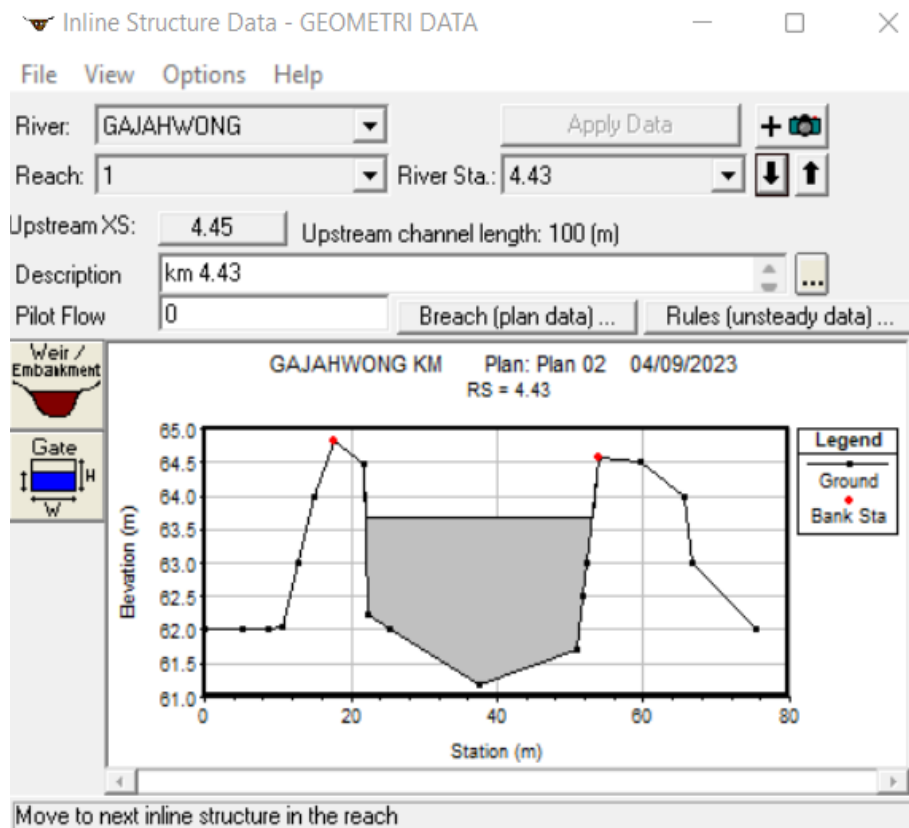 Inline Structure Data - GEOMETRI DATA
File View Options Help
River: GAJAHWONG Apply Data
Reach: 1 River Sta.: 4.43
Upstream XS: 4.45 Upstream channel length: 100 (m)
Description km 4.43 ...
Pilot Flow 0 Breach (plan data) ... Rules (unsteady data) ...
Weir /
Embankment
Gate
H
W
GAJAHWONG KM Plan: Plan 02 04/09/2023
RS = 4.43
65.0
64.5
64.0
63.5
63.0
62.5
62.0
61.5
61.0
Elevation (m)
0 20 40 60 80
Station (m)
Legend
Ground
Bank Sta
Move to next inline structure in the reach